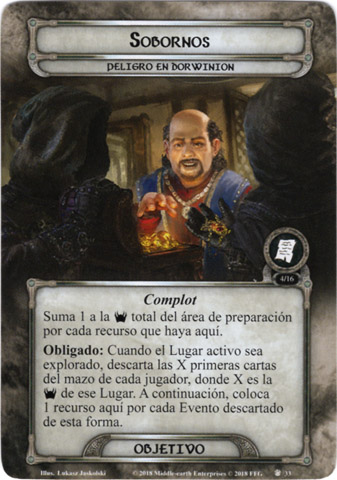 Sobornos
PELIGRO EN DORWINION
4/16
Complot
Suma 1 a la total del área de preparación
por cada recurso que haya aquí.
Obligado: Cuando el Lugar activo sea
explorado, descarta las X primeras cartas
del mazo de cada jugador, donde X es la
de ese Lugar. A continuación, coloca
1 recurso aquí por cada Evento descartado
de esta forma.
OBJETIVO
Illus. Lukasz Jaskolski
©2018 Middle-earth Enterprises © 2018 FFG
33